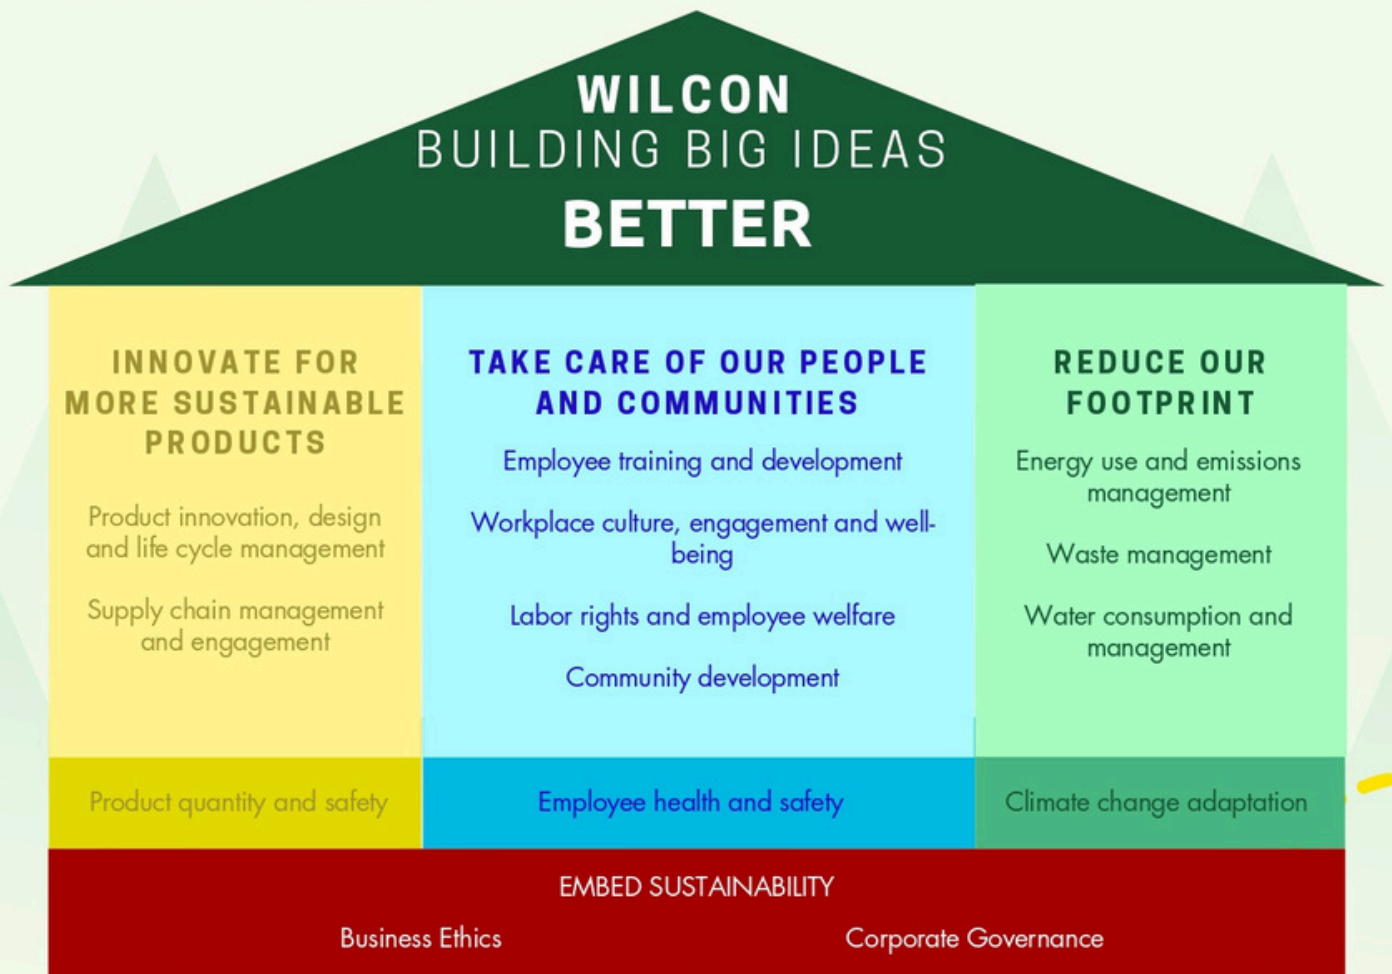 WILCON
BUILDING BIG IDEAS
BETTER
INNOVATE FOR
MORE SUSTAINABLE
PRODUCTS
Product innovation, design
and life cycle management
Supply chain management
and engagement
Product quantity and safety
TAKE CARE OF OUR PEOPLE
AND COMMUNITIES
Employee training and development
Workplace culture, engagement and well-
being
Labor rights and employee welfare
Community development
Employee health and safety
REDUCE OUR
FOOTPRINT
Energy use and emissions
management
Waste management
Water consumption and
management
Climate change adaptation
EMBED SUSTAINABILITY
Business Ethics
Corporate Governance